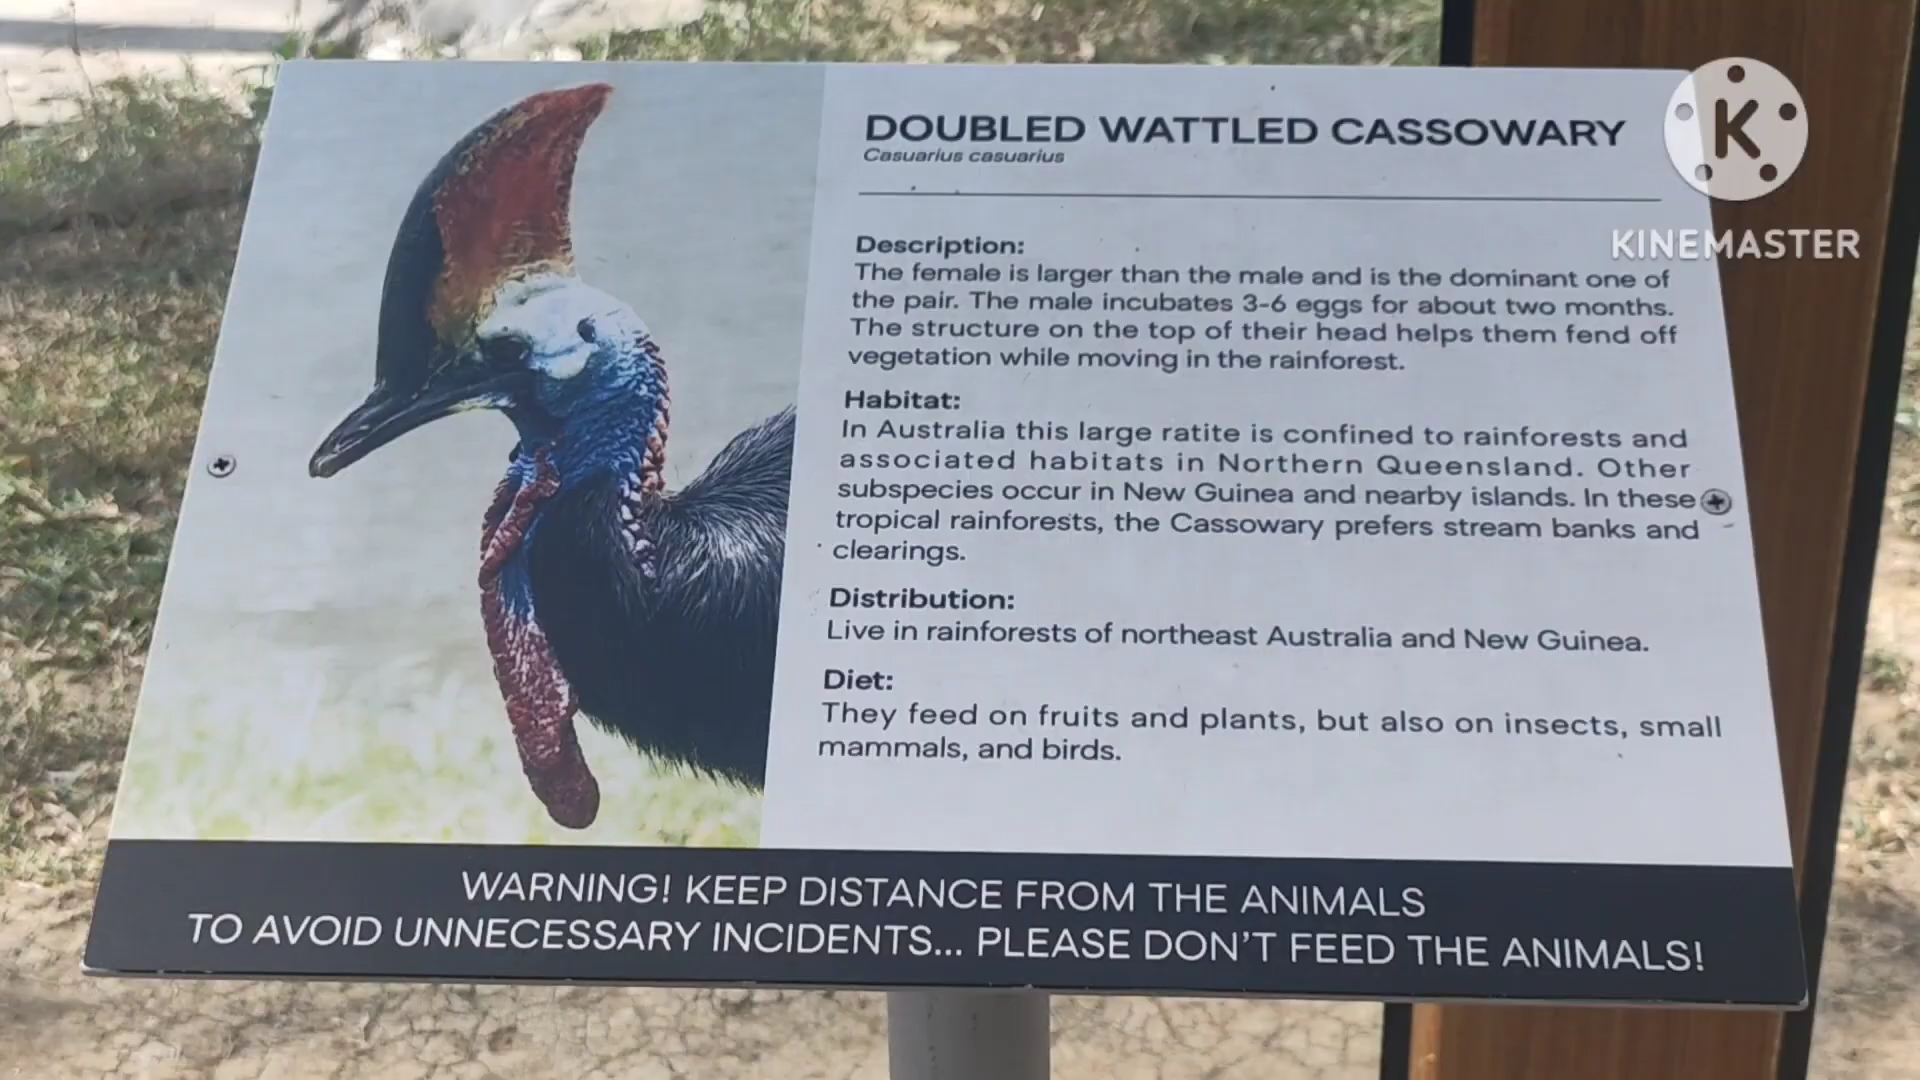 DOUBLED WATTLED CASSOWARY
Casuarius casuarius
Description:
The female is larger than the male and is the dominant one of
the pair. The male incubates 3-6 eggs for about two months.
The structure on the top of their head helps them fend off
vegetation while moving in the rainforest.
Habitat:
In Australia this large ratite is confined to rainforests and
associated habitats in Northern Queensland. Other
subspecies occur in New Guinea and nearby islands. In these
tropical rainforests, the Cassowary prefers stream banks and
clearings.
Distribution:
Live in rainforests of northeast Australia and New Guinea.
Diet:
They feed on fruits and plants, but also on insects, small
mammals, and birds.
WARNING! KEEP DISTANCE FROM THE ANIMALS
TO AVOID UNNECESSARY INCIDENTS... PLEASE DON'T FEED THE ANIMALS!
K
KINEMASTER